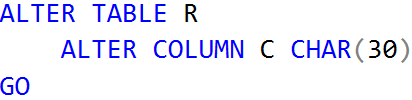 ALTER TABLE R
ALTER COLUMN C CHAR(30)
GO